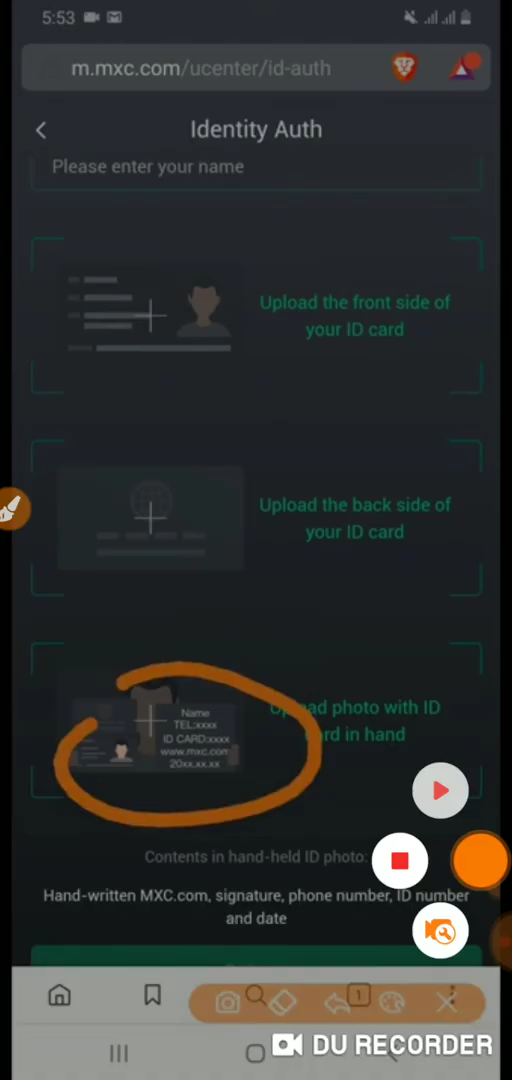 5:53
m.mxc.com/ucenter/id-auth
Identity Auth
Please enter your name
Upload the front side of
your ID card
Upload the back side of
your ID card
Name
TEL:xxxx
ID CARD:xxxx
www.mxc.com
20xx.xx.xx
Upload photo with ID
card in hand
Contents in hand-held ID photo:
Hand-written MXC.com, signature, phone number, ID number
and date
1
DU RECORDER